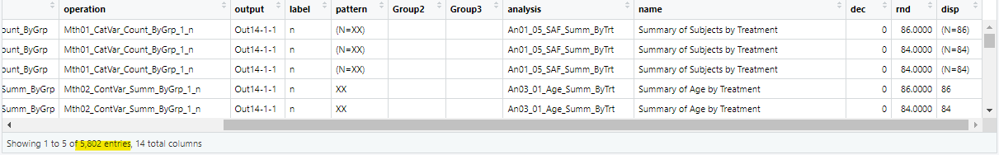 operation output label pattern Group2 Group3 analysis name dec rnd disp
ount_ByGrp Mth01_CatVar_Count_ByGrp_1_n Out14-1-1 n (N=XX) An01_05_SAF_Summ_ByTrt Summary of Subjects by Treatment 0 86.0000 (N=86)
ount_ByGrp Mth01_CatVar_Count_ByGrp_1_n Out14-1-1 n (N=XX) An01_05_SAF_Summ_ByTrt Summary of Subjects by Treatment 0 84.0000 (N=84)
ount_ByGrp Mth01_CatVar_Count_ByGrp_1_n Out14-1-1 n (N=XX) An01_05_SAF_Summ_ByTrt Summary of Subjects by Treatment 0 84.0000 (N=84)
Summ_ByGrp Mth02_ContVar_Summ_ByGrp_1_n Out14-1-1 n XX An03_01_Age_Summ_ByTrt Summary of Age by Treatment 0 86.0000 86
Summ_ByGrp Mth02_ContVar_Summ_ByGrp_1_n Out14-1-1 n XX An03_01_Age_Summ_ByTrt Summary of Age by Treatment 0 84.0000 84
Showing 1 to 5 of 5,802 entries, 14 total columns